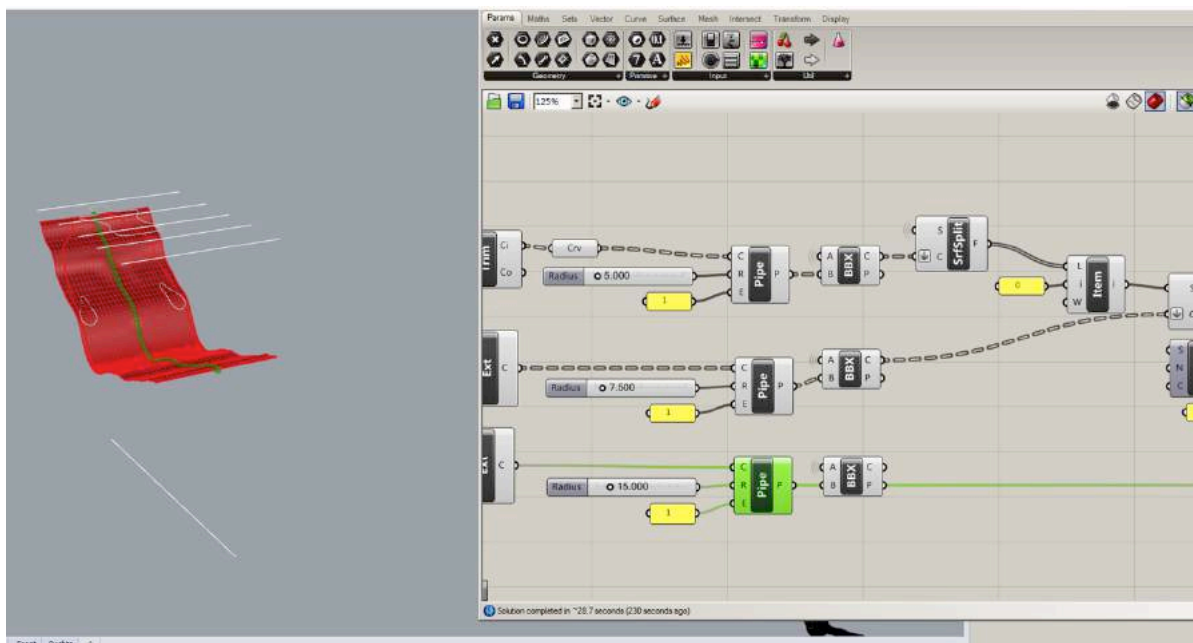 Params Maths Sets Vector Curve Surface Mesh Intersect Transform Display
Geometry Primitive Input Util
125%
Trim Ci Co
Crv
Radius 5.000
1
C R E Pipe P
A B BBX C P
S C SrfSplit F
0
L i W Item i
S
C
Ext C
Radius 7.500
1
C R E Pipe P
A B BBX C P
S
N
C
Ext C
Radius 15.000
1
C R E Pipe P
A B BBX C P
Solution completed in ~28.7 seconds (230 seconds ago)